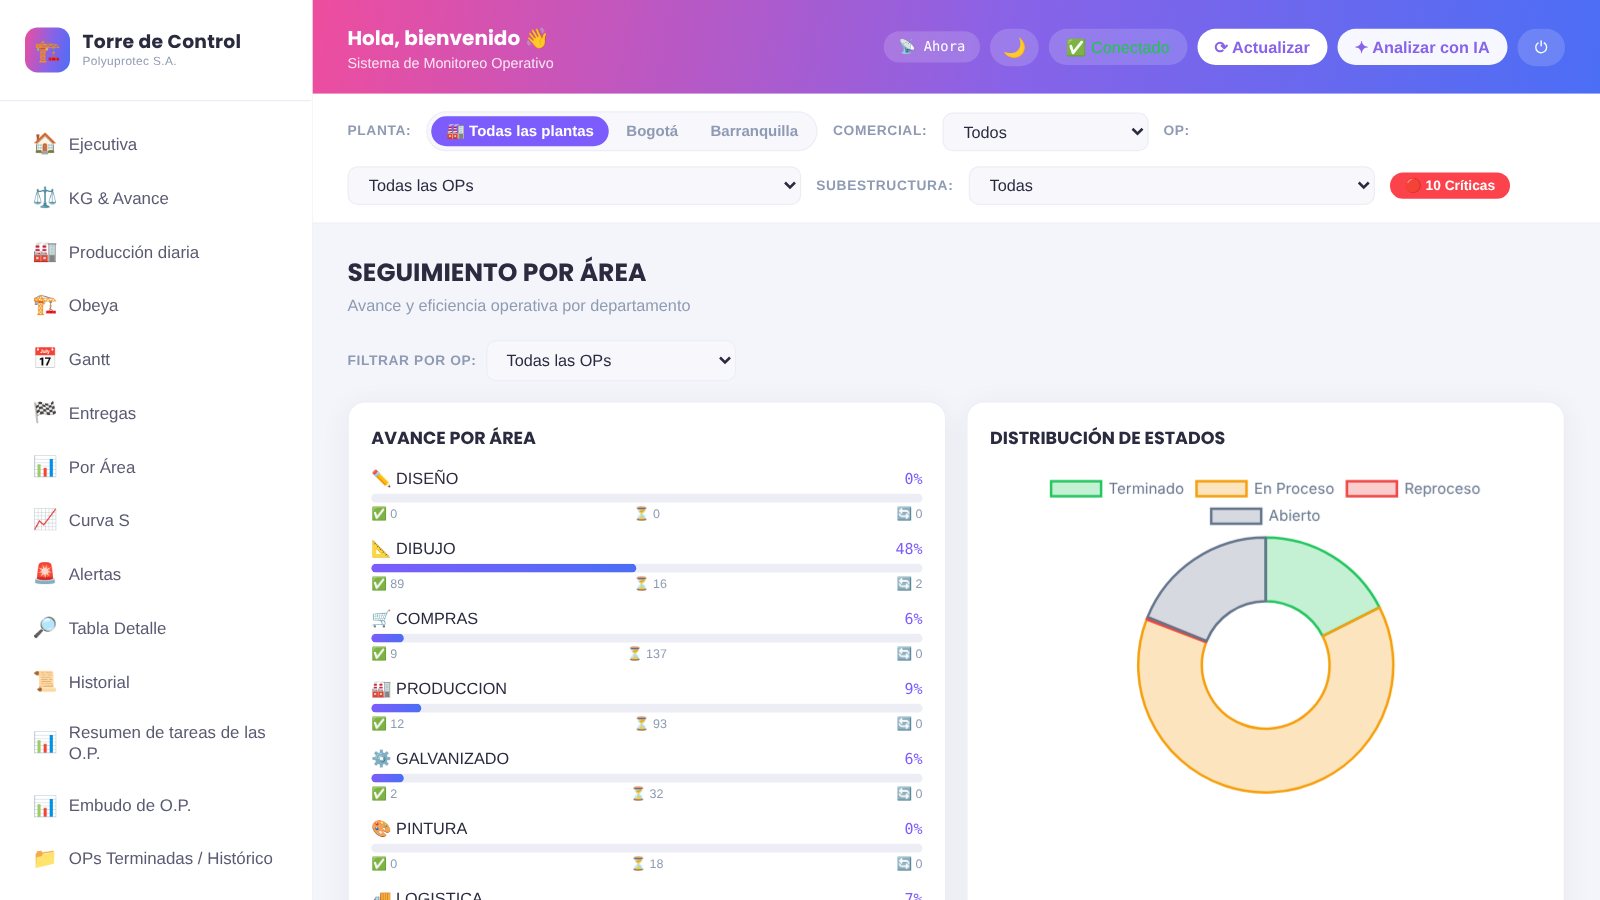 Torre de Control
Polyuprotec S.A.
Ejecutiva
KG & Avance
Producción diaria
Obeya
Gantt
Entregas
Por Área
Curva S
Alertas
Tabla Detalle
Historial
Resumen de tareas de las
O.P.
Embudo de O.P.
OPs Terminadas / Histórico
Hola, bienvenido 👋
Sistema de Monitoreo Operativo
📡 Ahora
✅ Conectado
⟳ Actualizar
✦ Analizar con IA
PLANTA:
🏭 Todas las plantas
Bogotá
Barranquilla
COMERCIAL:
Todos
OP:
Todas las OPs
SUBESTRUCTURA:
Todas
🔴 10 Críticas
SEGUIMIENTO POR ÁREA
Avance y eficiencia operativa por departamento
FILTRAR POR OP:
Todas las OPs
AVANCE POR ÁREA
✏️ DISEÑO 0%
✅ 0 ⏳ 0 🔄 0
📐 DIBUJO 48%
✅ 89 ⏳ 16 🔄 2
🛒 COMPRAS 6%
✅ 9 ⏳ 137 🔄 0
🏭 PRODUCCION 9%
✅ 12 ⏳ 93 🔄 0
⚙️ GALVANIZADO 6%
✅ 2 ⏳ 32 🔄 0
🎨 PINTURA 0%
✅ 0 ⏳ 18 🔄 0
🚚 LOGISTICA 7%
DISTRIBUCIÓN DE ESTADOS
Terminado
En Proceso
Reproceso
Abierto